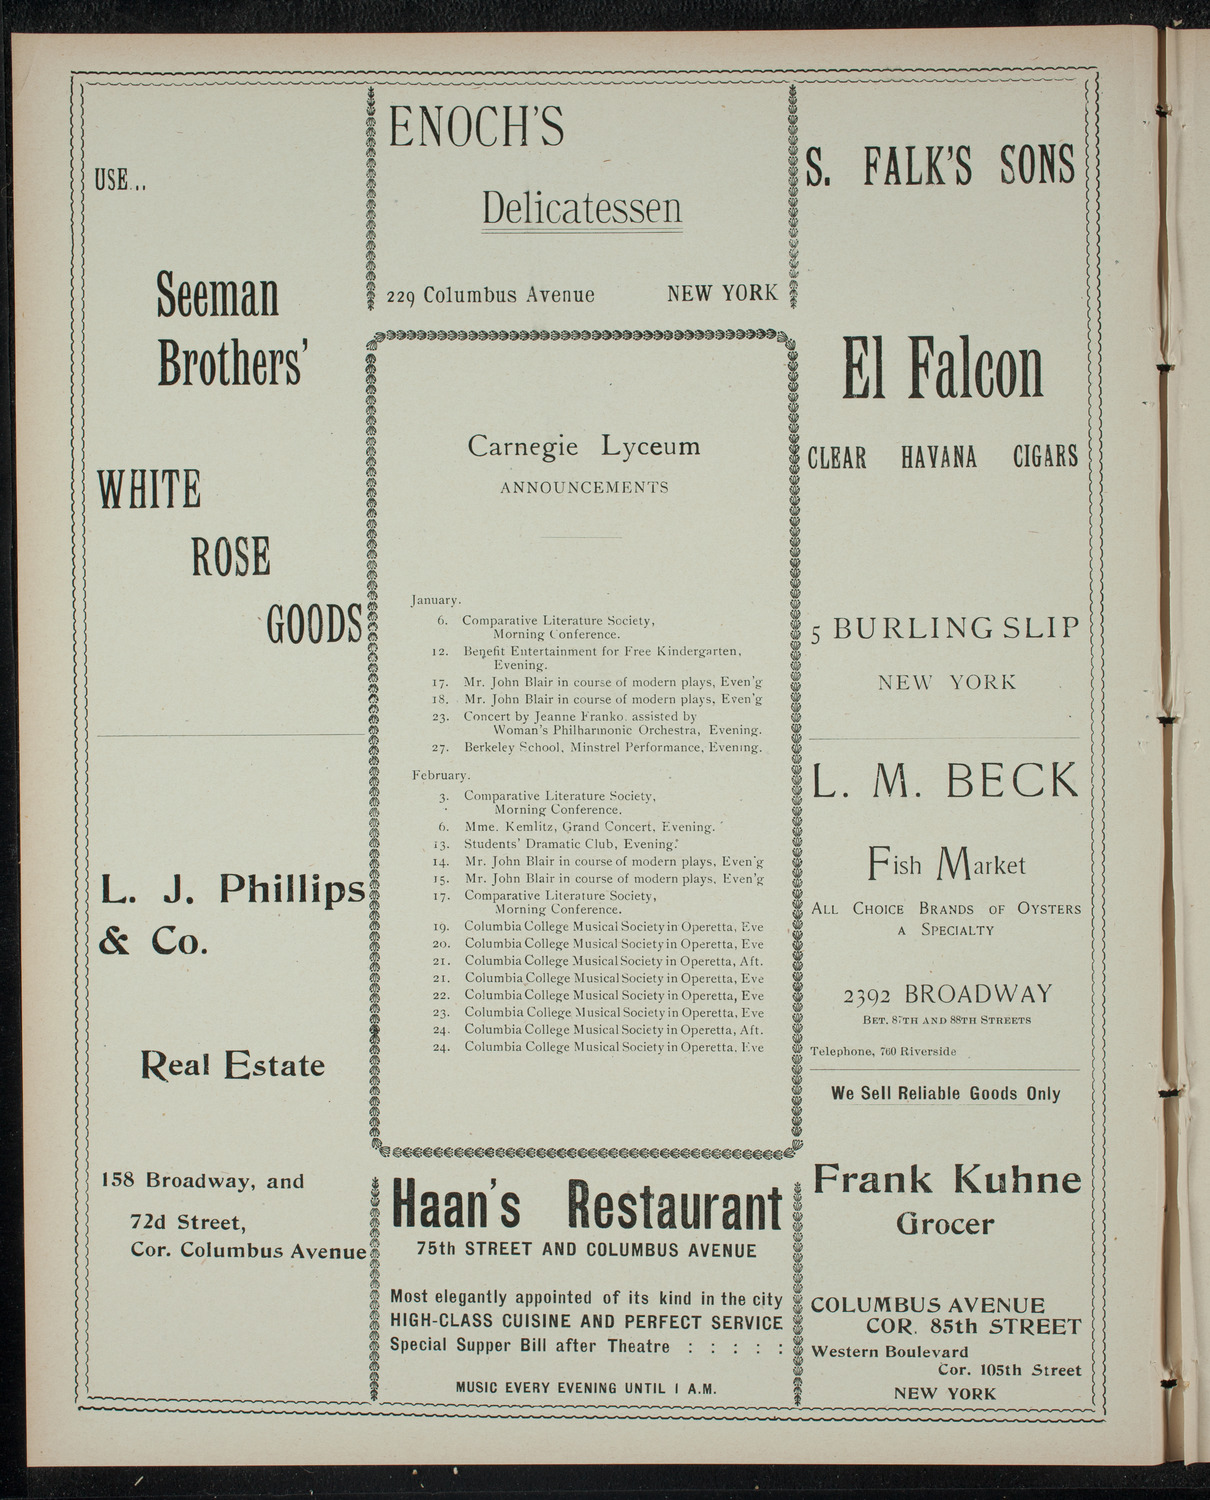 USE...
Seeman
Brothers'
WHITE
ROSE
GOODS
L. J. Phillips
& Co.
Real Estate
158 Broadway, and
72d Street,
Cor. Columbus Avenue
ENOCH'S
Delicatessen
229 Columbus Avenue NEW YORK
Carnegie Lyceum
ANNOUNCEMENTS
January.
6. Comparative Literature Society,
Morning Conference.
12. Benefit Entertainment for Free Kindergarten,
Evening.
17. Mr. John Blair in course of modern plays, Even'g
18. Mr. John Blair in course of modern plays, Even'g
23. Concert by Jeanne Franko, assisted by
Woman's Philharmonic Orchestra, Evening.
27. Berkeley School, Minstrel Performance, Evening.
February.
3. Comparative Literature Society,
Morning Conference.
6. Mme. Kemlitz, Grand Concert, Evening.
13. Students' Dramatic Club, Evening.
14. Mr. John Blair in course of modern plays, Even'g
15. Mr. John Blair in course of modern plays, Even'g
17. Comparative Literature Society,
Morning Conference.
19. Columbia College Musical Society in Operetta, Eve
20. Columbia College Musical Society in Operetta, Eve
21. Columbia College Musical Society in Operetta, Aft.
21. Columbia College Musical Society in Operetta, Eve
22. Columbia College Musical Society in Operetta, Eve
23. Columbia College Musical Society in Operetta, Eve
24. Columbia College Musical Society in Operetta, Aft.
24. Columbia College Musical Society in Operetta, Eve
Haan's Restaurant
75th STREET AND COLUMBUS AVENUE
Most elegantly appointed of its kind in the city
HIGH-CLASS CUISINE AND PERFECT SERVICE
Special Supper Bill after Theatre : : : : :
MUSIC EVERY EVENING UNTIL 1 A.M.
S. FALK'S SONS
El Falcon
CLEAR HAVANA CIGARS
5 BURLING SLIP
NEW YORK
L. M. BECK
Fish Market
ALL CHOICE BRANDS OF OYSTERS
A SPECIALTY
2392 BROADWAY
BET. 87TH AND 88TH STREETS
Telephone, 760 Riverside
We Sell Reliable Goods Only
Frank Kuhne
Grocer
COLUMBUS AVENUE
COR. 85th STREET
Western Boulevard
Cor. 105th Street
NEW YORK